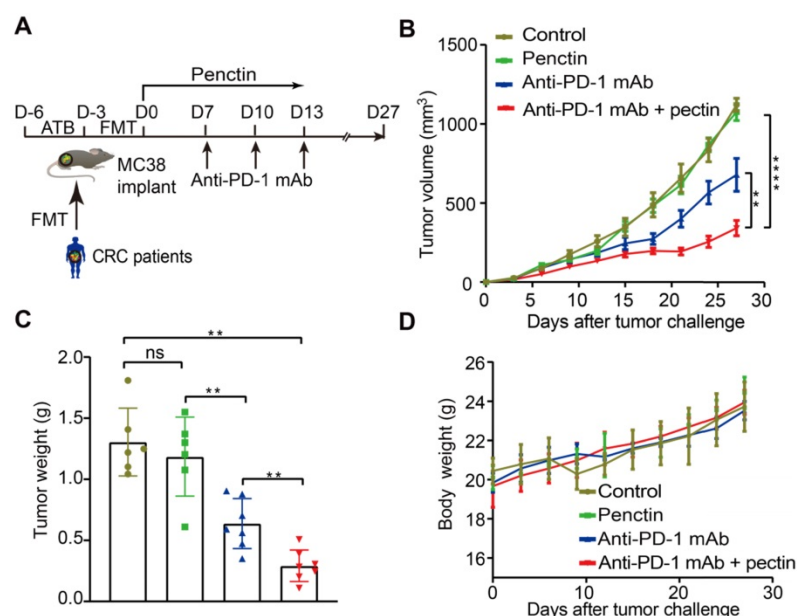 A
Penctin
D-6 D-3 D0 D7 D10 D13 D27
ATB FMT
MC38
implant
Anti-PD-1 mAb
FMT
CRC patients
B
Control
Penctin
Anti-PD-1 mAb
Anti-PD-1 mAb + pectin
Tumor volume (mm³)
1500
1000
500
0
0 5 10 15 20 25 30
Days after tumor challenge
**
****
C
Tumor weight (g)
2.0
1.5
1.0
0.5
0.0
**
ns
**
**
D
Body weight (g)
26
24
22
20
18
16
Control
Penctin
Anti-PD-1 mAb
Anti-PD-1 mAb + pectin
0 10 20 30
Days after tumor challenge